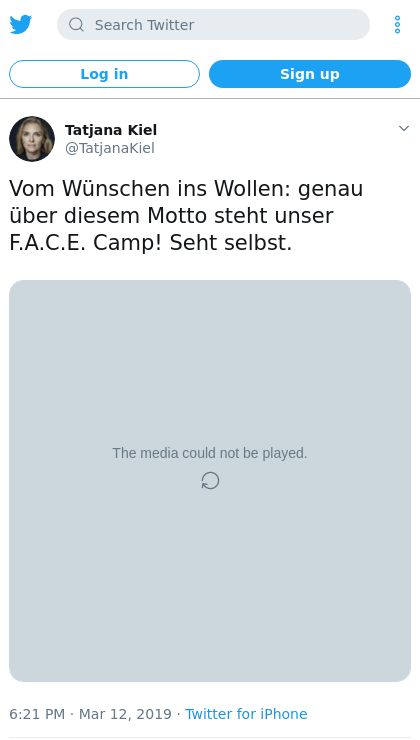 Search Twitter
Log in
Sign up
Tatjana Kiel
@TatjanaKiel
Vom Wünschen ins Wollen: genau
über diesem Motto steht unser
F.A.C.E. Camp! Seht selbst.
The media could not be played.
6:21 PM · Mar 12, 2019 · Twitter for iPhone